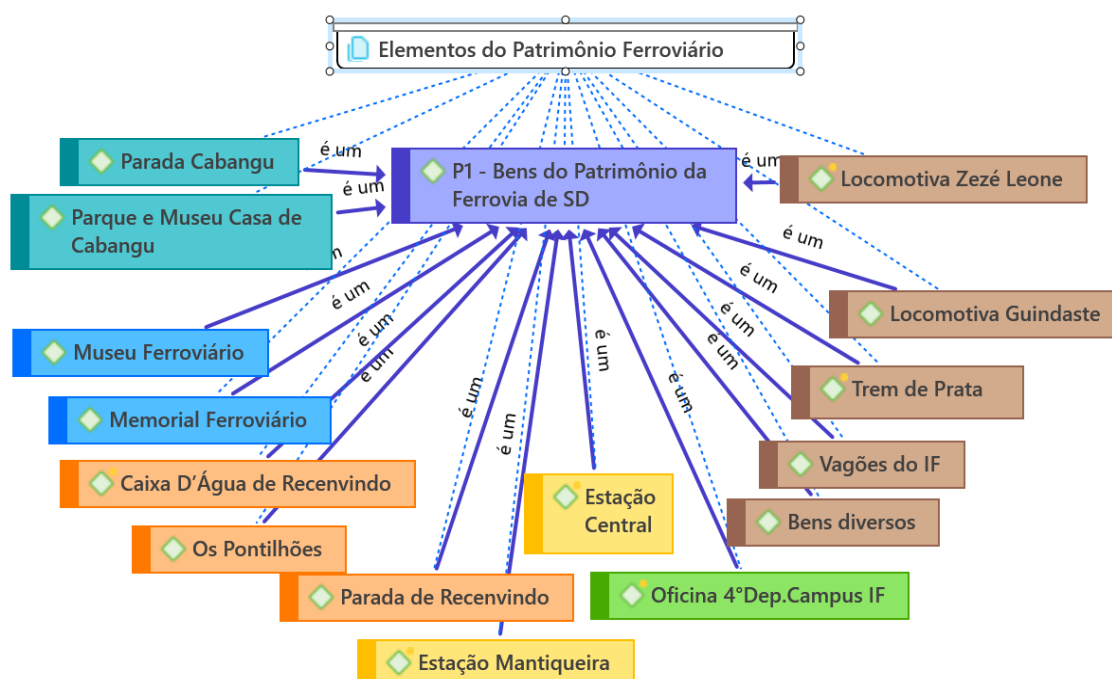 Elementos do Patrimônio Ferroviário
Parada Cabangu
é um
P1 - Bens do Patrimônio da
Ferrovia de SD
é um
Locomotiva Zezé Leone
Parque e Museu Casa de
Cabangu
é um
é um
Locomotiva Guindaste
Museu Ferroviário
é um
é um
é um
é um
Trem de Prata
Memorial Ferroviário
é um
é um
é um
é um
Vagões do IF
Caixa D’Água de Recenvindo
é um
é um
Estação
Central
Bens diversos
Os Pontilhões
Parada de Recenvindo
Oficina 4°Dep.Campus IF
Estação Mantiqueira